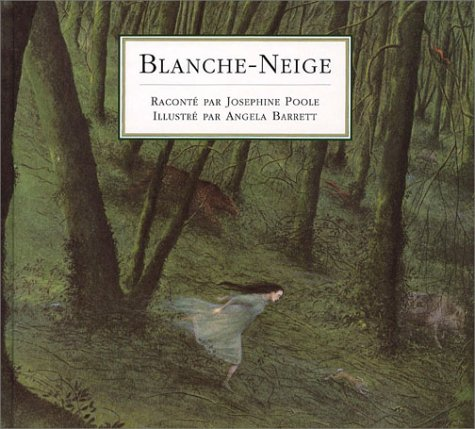 BLANCHE-NEIGE
RACONTÉ PAR JOSEPHINE POOLE
ILLUSTRÉ PAR ANGELA BARRETT